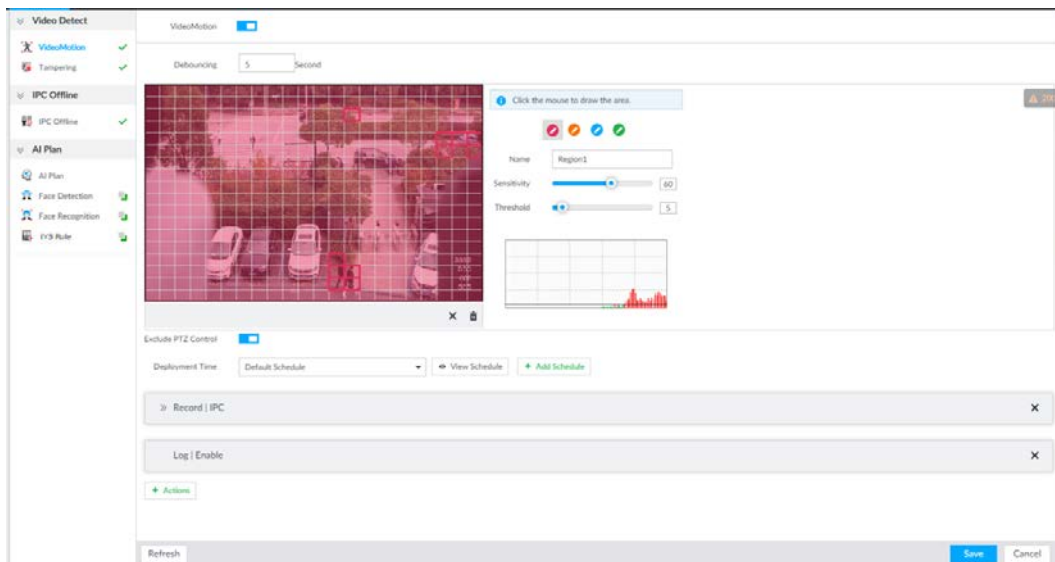 Video Detect
VideoMotion
Tampering
IPC Offline
IPC Offline
AI Plan
AI Plan
Face Detection
Face Recognition
IVS Rule
VideoMotion
Debouncing 5 Second
Click the mouse to draw the area.
Name Region1
Sensitivity 60
Threshold 5
Exclude PTZ Control
Deployment Time Default Schedule View Schedule + Add Schedule
Record | IPC
Log | Enable
+ Actions
Refresh Save Cancel